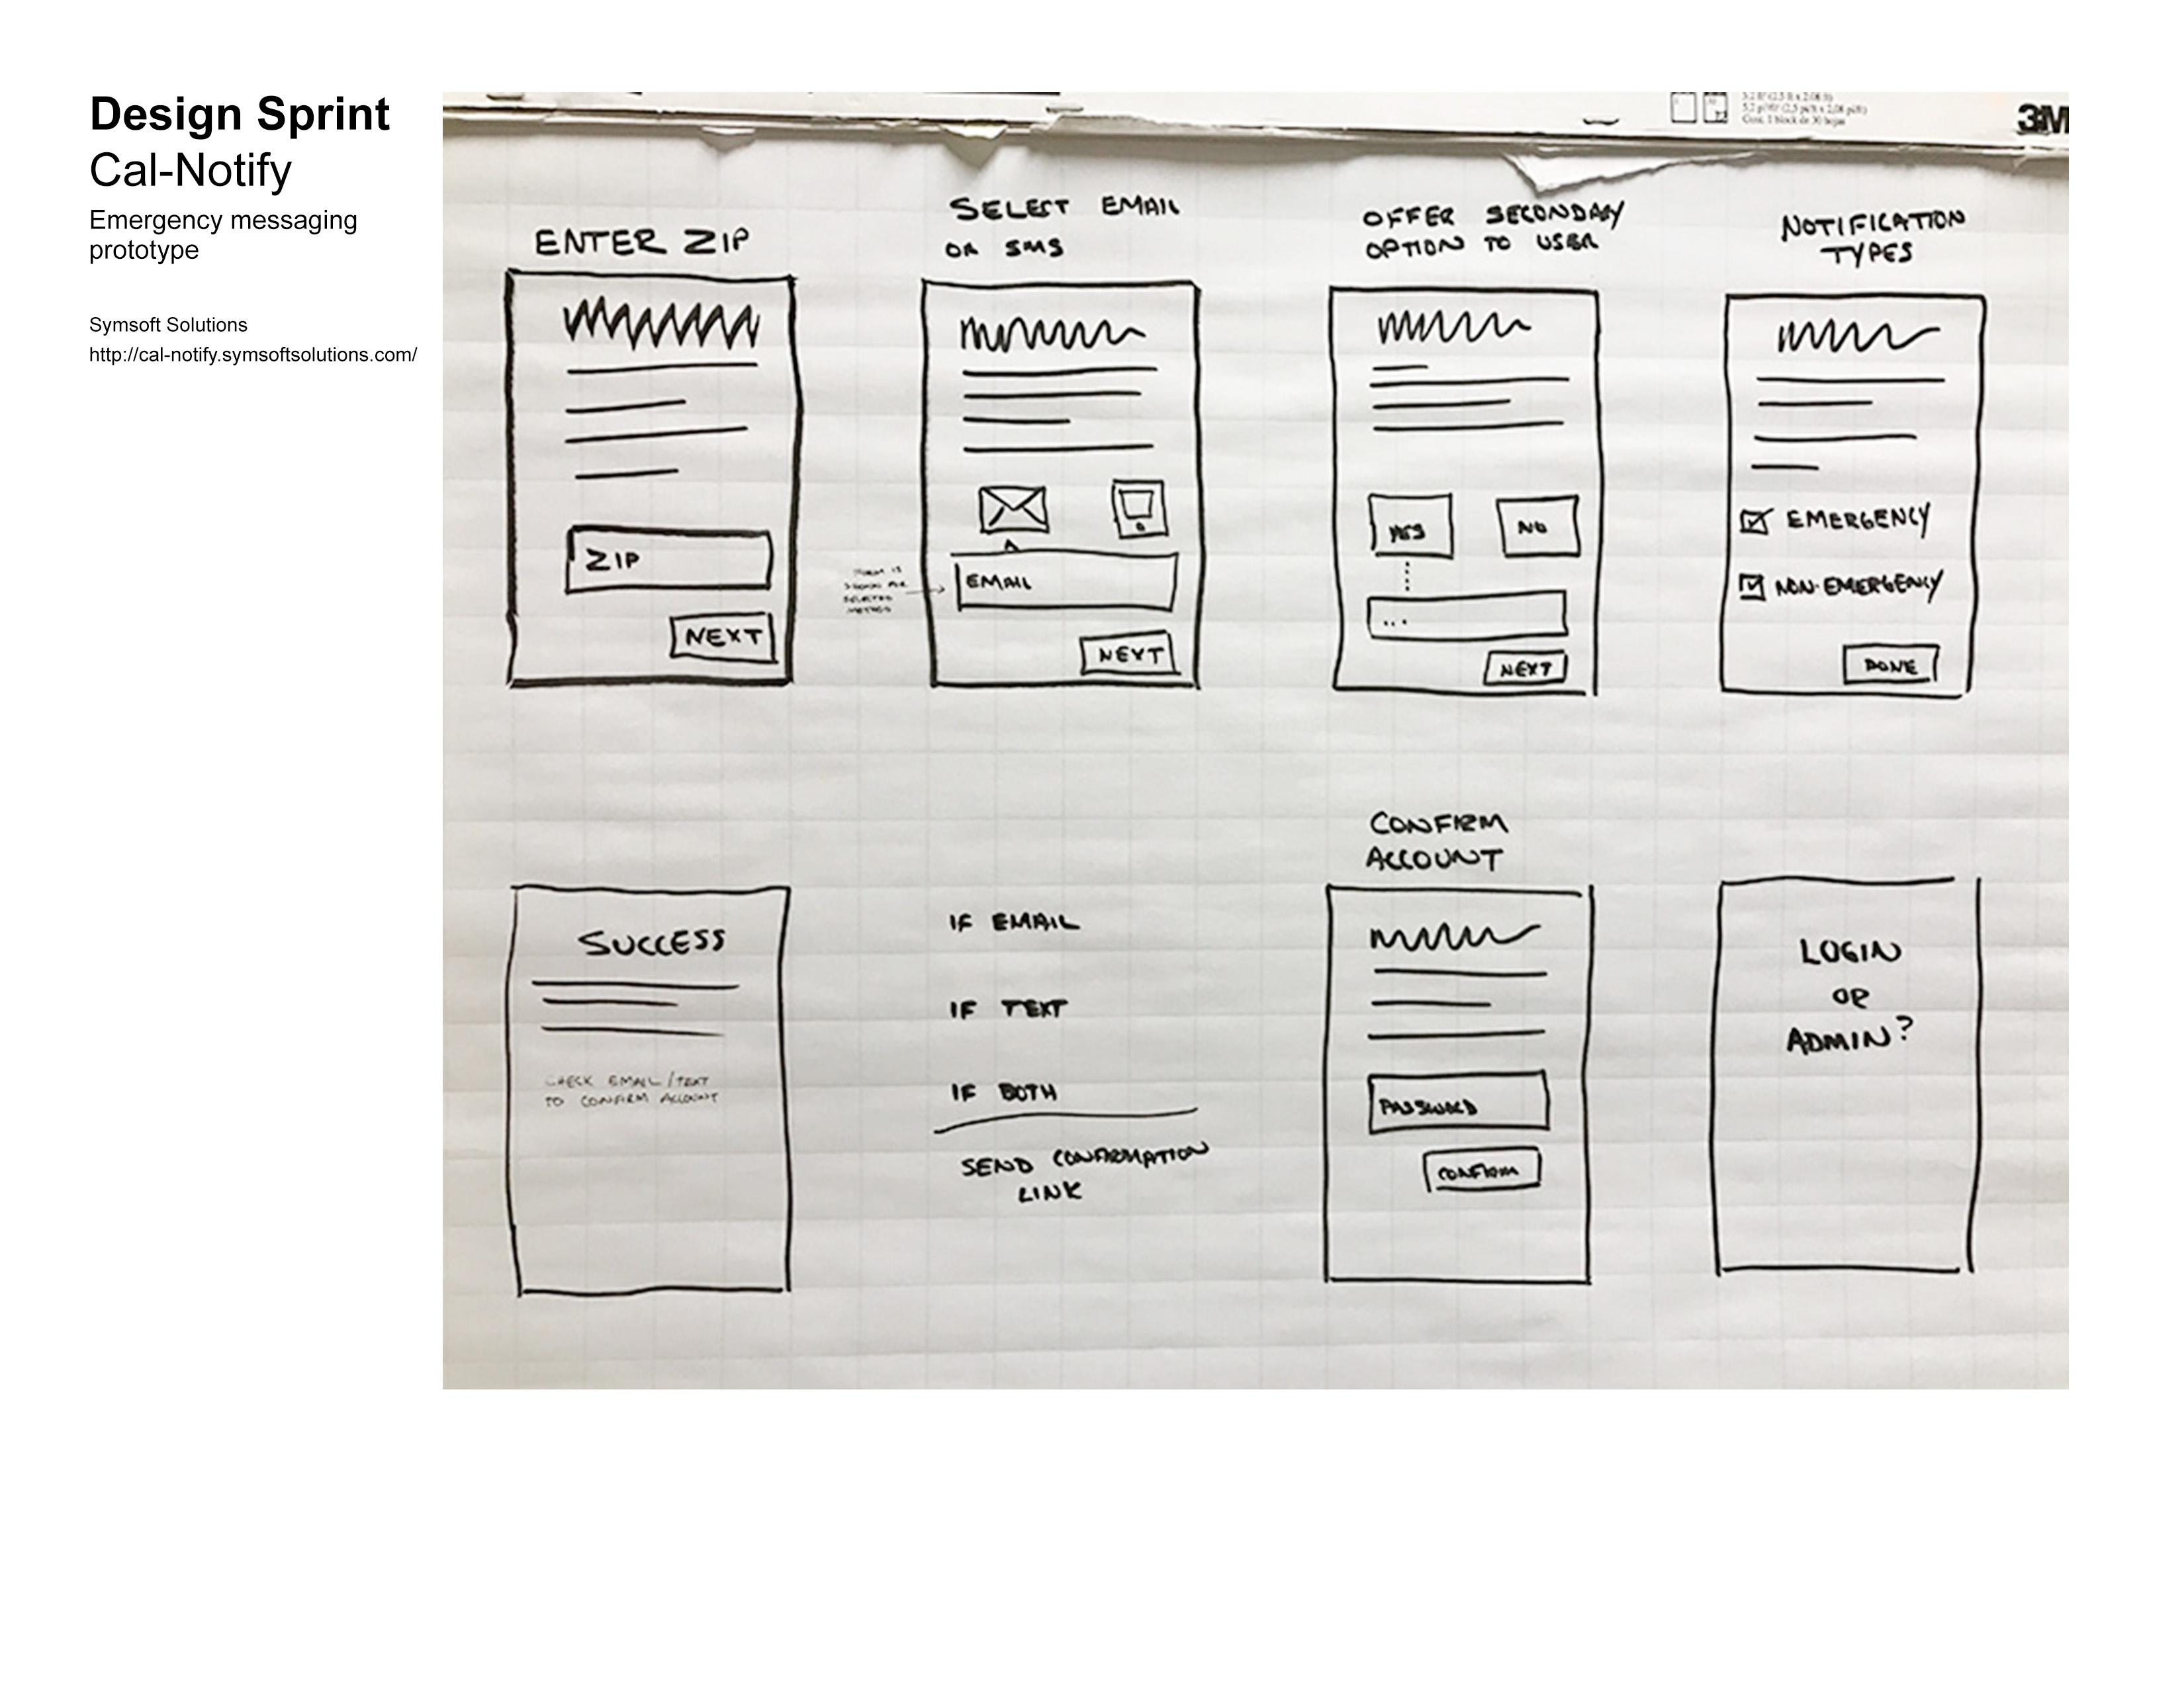 Design Sprint
Cal-Notify
Emergency messaging
prototype
Symsoft Solutions
http://cal-notify.symsoftsolutions.com/
3M
ENTER ZIP
ZIP
NEXT
SELECT EMAIL
OR SMS
FORM IS
SHOWN FOR
SELECTED
METHOD
EMAIL
NEXT
OFFER SECONDARY
OPTION TO USER
YES
NO
...
NEXT
NOTIFICATION
TYPES
EMERGENCY
NON-EMERGENCY
DONE
SUCCESS
CHECK EMAIL/TEXT
TO CONFIRM ACCOUNT
IF EMAIL
IF TEXT
IF BOTH
SEND CONFIRMATION
LINK
CONFIRM
ACCOUNT
PASSWORD
CONFIRM
LOGIN
OR
ADMIN?